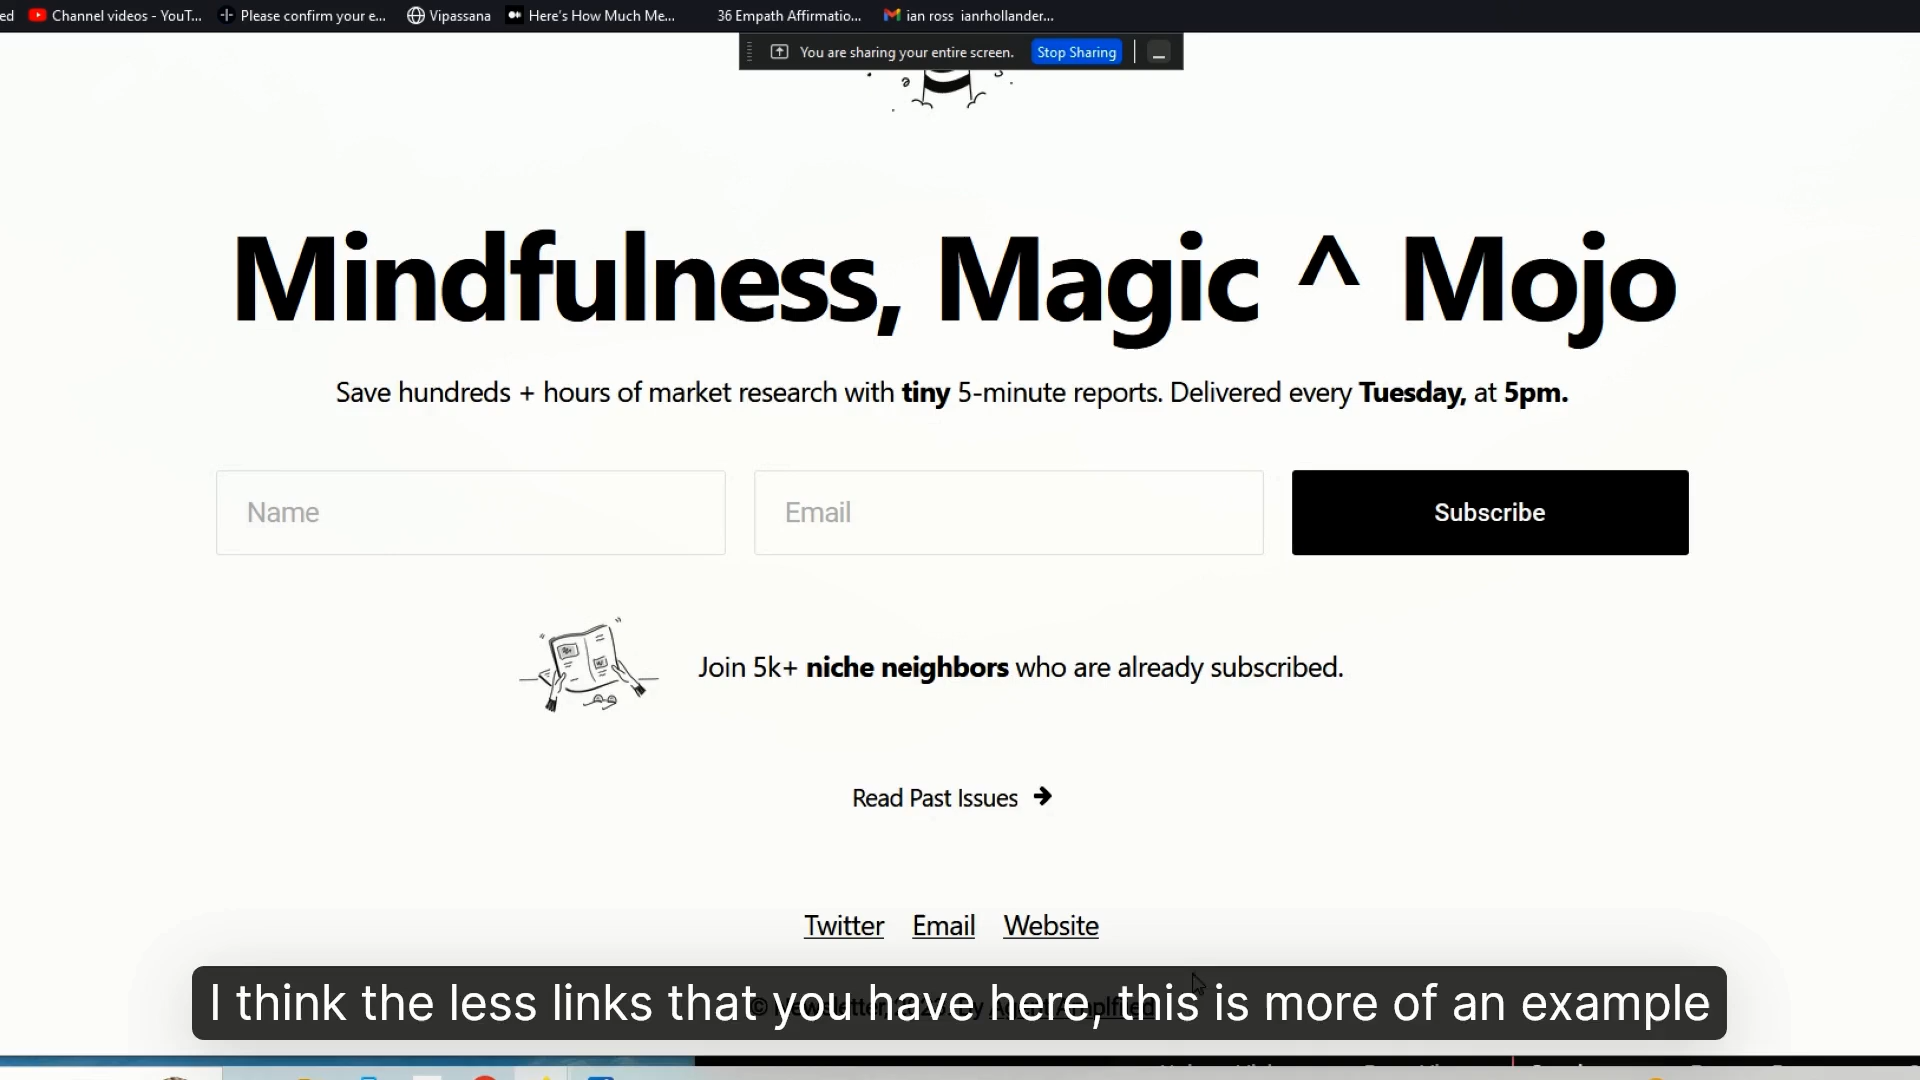 ed Channel videos - YouT... Please confirm your e... Vipassana Here's How Much Me... 36 Empath Affirmatio... ian ross ianrhollander...
You are sharing your entire screen. Stop Sharing
Mindfulness, Magic ^ Mojo
Save hundreds + hours of market research with tiny 5-minute reports. Delivered every Tuesday, at 5pm.
Name Email Subscribe
Join 5k+ niche neighbors who are already subscribed.
Read Past Issues
Twitter Email Website
I think the less links that you have here, this is more of an example